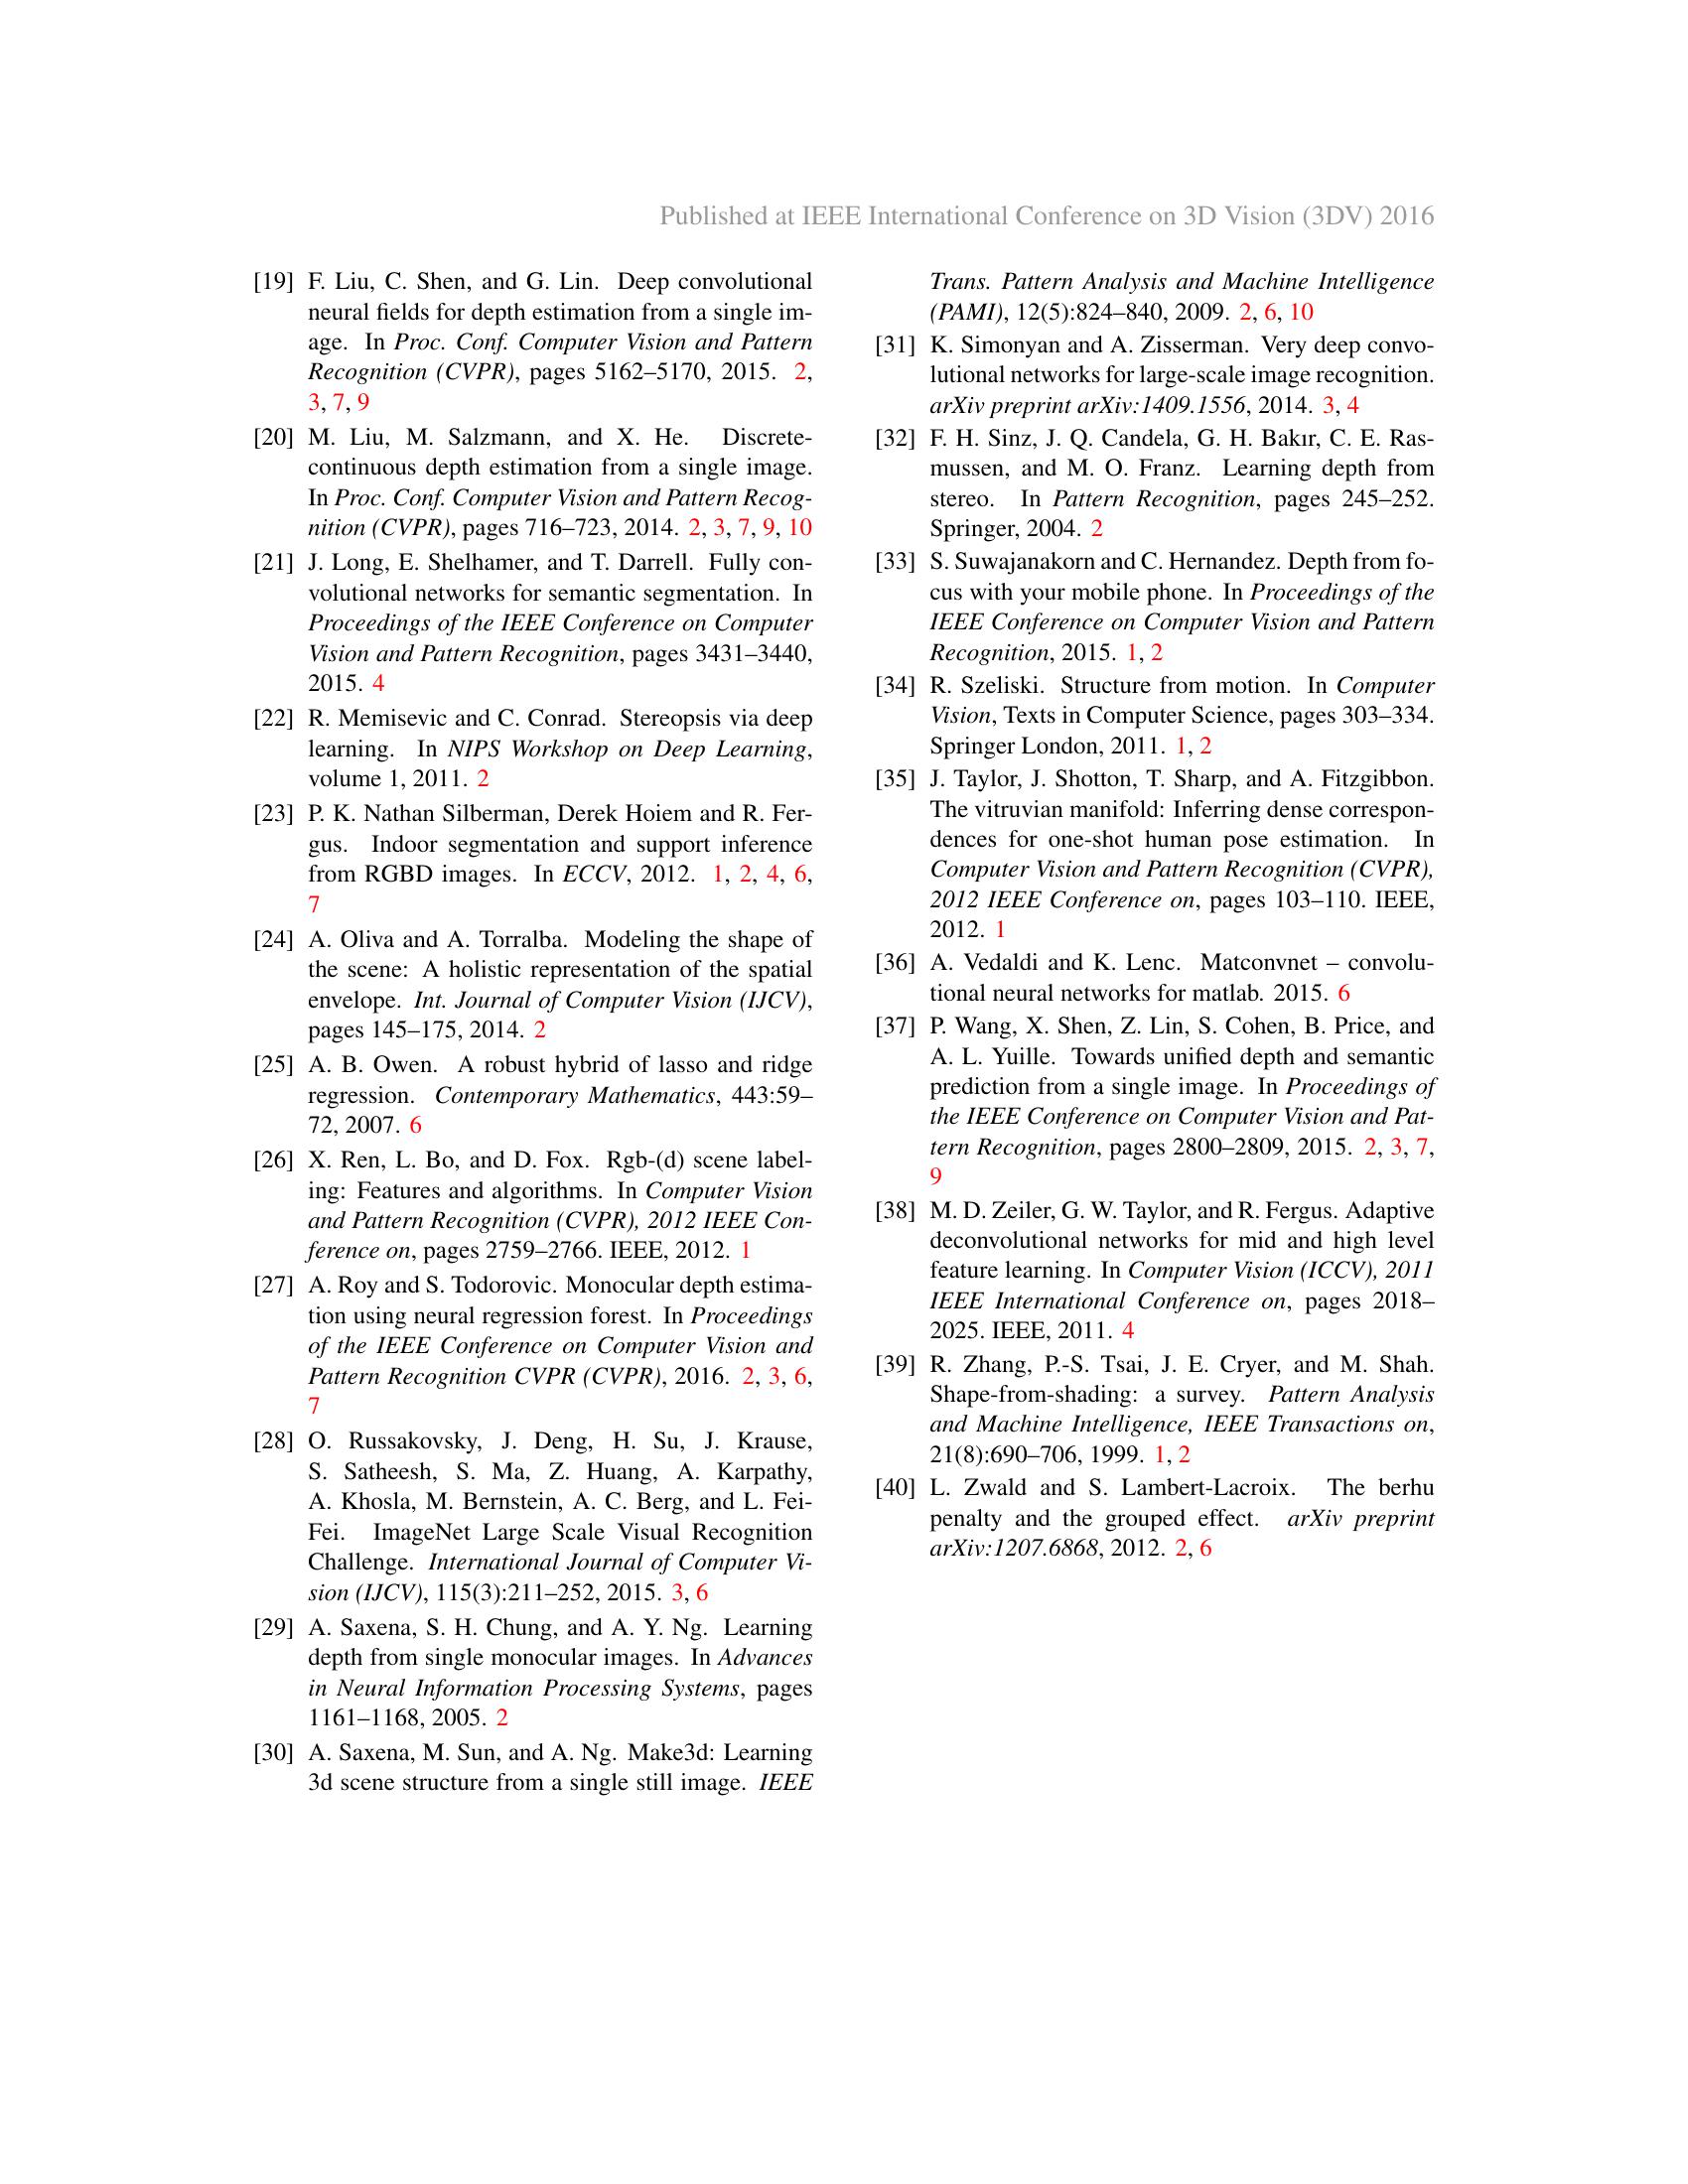 Published at IEEE International Conference on 3D Vision (3DV) 2016
[19] F. Liu, C. Shen, and G. Lin. Deep convolutional
neural fields for depth estimation from a single im-
age. In Proc. Conf. Computer Vision and Pattern
Recognition (CVPR), pages 5162–5170, 2015. 2,
3, 7, 9
[20] M. Liu, M. Salzmann, and X. He. Discrete-
continuous depth estimation from a single image.
In Proc. Conf. Computer Vision and Pattern Recog-
nition (CVPR), pages 716–723, 2014. 2, 3, 7, 9, 10
[21] J. Long, E. Shelhamer, and T. Darrell. Fully con-
volutional networks for semantic segmentation. In
Proceedings of the IEEE Conference on Computer
Vision and Pattern Recognition, pages 3431–3440,
2015. 4
[22] R. Memisevic and C. Conrad. Stereopsis via deep
learning. In NIPS Workshop on Deep Learning,
volume 1, 2011. 2
[23] P. K. Nathan Silberman, Derek Hoiem and R. Fer-
gus. Indoor segmentation and support inference
from RGBD images. In ECCV, 2012. 1, 2, 4, 6,
7
[24] A. Oliva and A. Torralba. Modeling the shape of
the scene: A holistic representation of the spatial
envelope. Int. Journal of Computer Vision (IJCV),
pages 145–175, 2014. 2
[25] A. B. Owen. A robust hybrid of lasso and ridge
regression. Contemporary Mathematics, 443:59–
72, 2007. 6
[26] X. Ren, L. Bo, and D. Fox. Rgb-(d) scene label-
ing: Features and algorithms. In Computer Vision
and Pattern Recognition (CVPR), 2012 IEEE Con-
ference on, pages 2759–2766. IEEE, 2012. 1
[27] A. Roy and S. Todorovic. Monocular depth estima-
tion using neural regression forest. In Proceedings
of the IEEE Conference on Computer Vision and
Pattern Recognition CVPR (CVPR), 2016. 2, 3, 6,
7
[28] O. Russakovsky, J. Deng, H. Su, J. Krause,
S. Satheesh, S. Ma, Z. Huang, A. Karpathy,
A. Khosla, M. Bernstein, A. C. Berg, and L. Fei-
Fei. ImageNet Large Scale Visual Recognition
Challenge. International Journal of Computer Vi-
sion (IJCV), 115(3):211–252, 2015. 3, 6
[29] A. Saxena, S. H. Chung, and A. Y. Ng. Learning
depth from single monocular images. In Advances
in Neural Information Processing Systems, pages
1161–1168, 2005. 2
[30] A. Saxena, M. Sun, and A. Ng. Make3d: Learning
3d scene structure from a single still image. IEEE
Trans. Pattern Analysis and Machine Intelligence
(PAMI), 12(5):824–840, 2009. 2, 6, 10
[31] K. Simonyan and A. Zisserman. Very deep convo-
lutional networks for large-scale image recognition.
arXiv preprint arXiv:1409.1556, 2014. 3, 4
[32] F. H. Sinz, J. Q. Candela, G. H. Bakır, C. E. Ras-
mussen, and M. O. Franz. Learning depth from
stereo. In Pattern Recognition, pages 245–252.
Springer, 2004. 2
[33] S. Suwajanakorn and C. Hernandez. Depth from fo-
cus with your mobile phone. In Proceedings of the
IEEE Conference on Computer Vision and Pattern
Recognition, 2015. 1, 2
[34] R. Szeliski. Structure from motion. In Computer
Vision, Texts in Computer Science, pages 303–334.
Springer London, 2011. 1, 2
[35] J. Taylor, J. Shotton, T. Sharp, and A. Fitzgibbon.
The vitruvian manifold: Inferring dense correspon-
dences for one-shot human pose estimation. In
Computer Vision and Pattern Recognition (CVPR),
2012 IEEE Conference on, pages 103–110. IEEE,
2012. 1
[36] A. Vedaldi and K. Lenc. Matconvnet – convolu-
tional neural networks for matlab. 2015. 6
[37] P. Wang, X. Shen, Z. Lin, S. Cohen, B. Price, and
A. L. Yuille. Towards unified depth and semantic
prediction from a single image. In Proceedings of
the IEEE Conference on Computer Vision and Pat-
tern Recognition, pages 2800–2809, 2015. 2, 3, 7,
9
[38] M. D. Zeiler, G. W. Taylor, and R. Fergus. Adaptive
deconvolutional networks for mid and high level
feature learning. In Computer Vision (ICCV), 2011
IEEE International Conference on, pages 2018–
2025. IEEE, 2011. 4
[39] R. Zhang, P.-S. Tsai, J. E. Cryer, and M. Shah.
Shape-from-shading: a survey. Pattern Analysis
and Machine Intelligence, IEEE Transactions on,
21(8):690–706, 1999. 1, 2
[40] L. Zwald and S. Lambert-Lacroix. The berhu
penalty and the grouped effect. arXiv preprint
arXiv:1207.6868, 2012. 2, 6